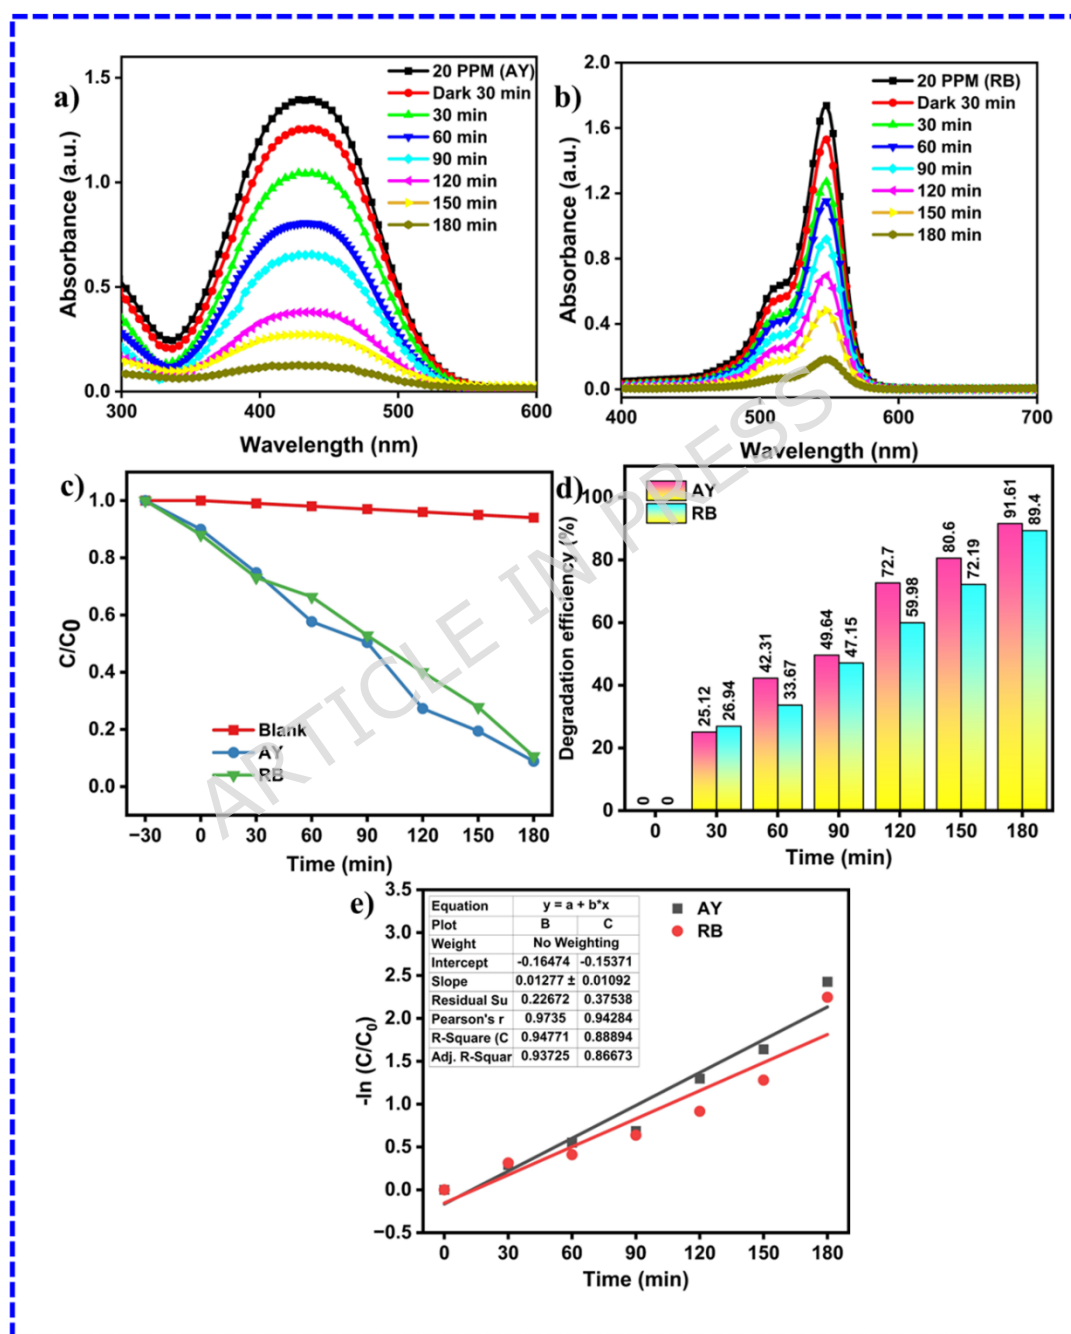 a)
1.5
1.0
0.5
0.0
300
400
500
600
Absorbance (a.u.)
Wavelength (nm)
20 PPM (AY)
Dark 30 min
30 min
60 min
90 min
120 min
150 min
180 min
b)
2.0
1.6
1.2
0.8
0.4
0.0
400
500
600
700
Absorbance (a.u.)
Wavelength (nm)
20 PPM (RB)
Dark 30 min
30 min
60 min
90 min
120 min
150 min
180 min
c)
1.0
0.8
0.6
0.4
0.2
0.0
−30
0
30
60
90
120
150
180
C/C0
Time (min)
Blank
AY
RB
d)
100
80
60
40
20
0
0
30
60
90
120
150
180
Degradation efficiency (%)
Time (min)
AY
RB
0
0
25.12
26.94
42.31
33.67
49.64
47.15
72.7
59.98
80.6
72.19
91.61
89.4
e)
3.5
3.0
2.5
2.0
1.5
1.0
0.5
0.0
−0.5
0
30
60
90
120
150
180
-ln (C/C0)
Time (min)
Equation y = a + b*x
Plot B C
Weight No Weighting
Intercept -0.16474 -0.15371
Slope 0.01277 ± 0.01092
Residual Su 0.22672 0.37538
Pearson's r 0.9735 0.94284
R-Square (C 0.94771 0.88894
Adj. R-Squar 0.93725 0.86673
AY
RB
ARTICLE IN PRESS